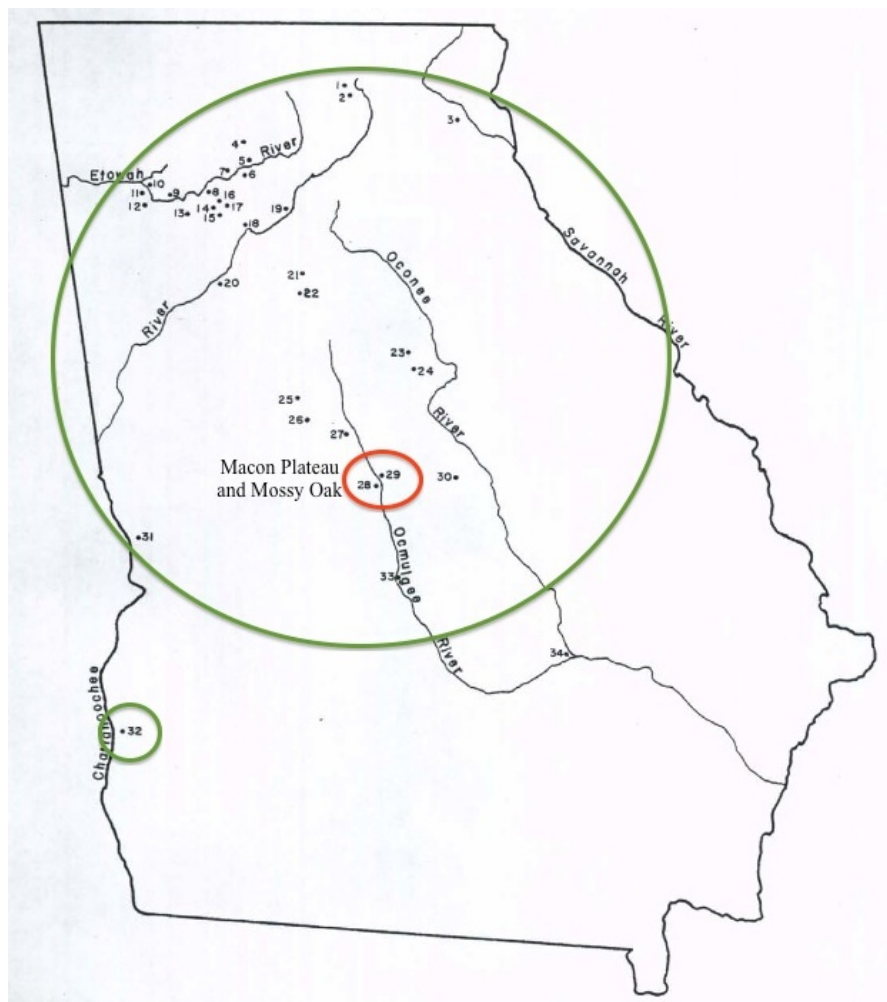 1
2
3
4
5
River
7
6
Etowah
10
11
9
8
16
12
13
14
17
15
19
18
Oconee
Savannah
21
20
22
River
River
23
24
25
River
26
27
Macon Plateau
and Mossy Oak
29
28
30
31
Ocmulgee
33
River
34
Chattahoochee
32